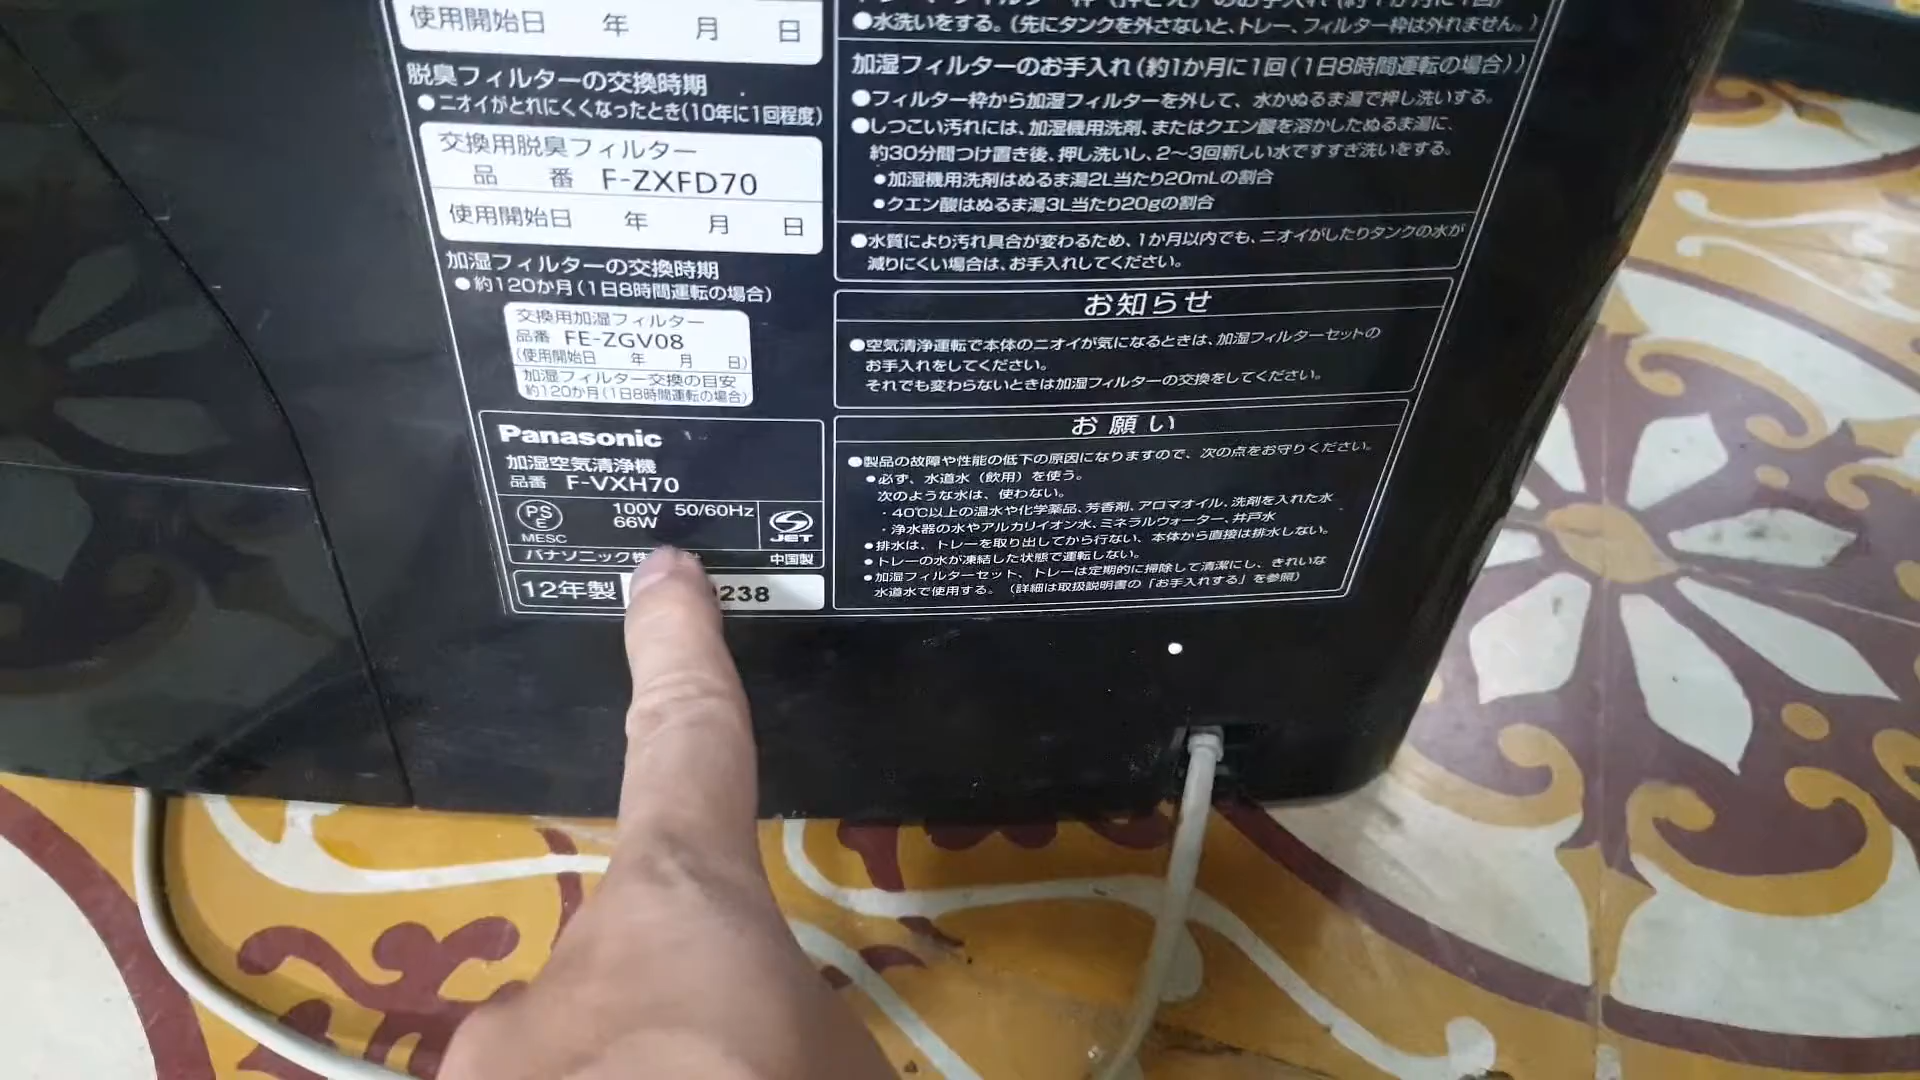 使用開始日 年 月 日
脱臭フィルターの交換時期
●ニオイがとれにくくなったとき(10年に1回程度)
交換用脱臭フィルター
品 番 F-ZXFD70
使用開始日 年 月 日
加湿フィルターの交換時期
●約120か月(1日8時間運転の場合)
交換用加湿フィルター
品番 FE-ZGV08
(使用開始日 年 月 日)
加湿フィルター交換の目安
約120か月(1日8時間運転の場合)
Panasonic
加湿空気清浄機
品番 F-VXH70
PS
E
MESC
100V 50/60Hz
66W
JET
パナソニック株
中国製
12年製
238
●水洗いをする。(先にタンクを外さないと、トレー、フィルター枠は外れません。)
加湿フィルターのお手入れ(約1か月に1回(1日8時間運転の場合))
●フィルター枠から加湿フィルターを外して、水かぬるま湯で押し洗いする。
●しつこい汚れには、加湿機用洗剤、またはクエン酸を溶かしたぬるま湯に、
約30分間つけ置き後、押し洗いし、2〜3回新しい水ですすぎ洗いをする。
●加湿機用洗剤はぬるま湯2L当たり20mLの割合
●クエン酸はぬるま湯3L当たり20gの割合
●水質により汚れ具合が変わるため、1か月以内でも、ニオイがしたりタンクの水が
減りにくい場合は、お手入れしてください。
お知らせ
●空気清浄運転で本体のニオイが気になるときは、加湿フィルターセットの
お手入れをしてください。
それでも変わらないときは加湿フィルターの交換をしてください。
お願い
●製品の故障や性能の低下の原因になりますので、次の点をお守りください。
●必ず、水道水(飲用)を使う。
次のような水は、使わない。
・40℃以上の温水や化学薬品、芳香剤、アロマオイル、洗剤を入れた水
・浄水器の水やアルカリイオン水、ミネラルウォーター、井戸水
●排水は、トレーを取り出してから行ない、本体から直接は排水しない。
●トレーの水が凍結した状態で運転しない。
●加湿フィルターセット、トレーは定期的に掃除して清潔にし、きれいな
水道水で使用する。(詳細は取扱説明書の「お手入れする」を参照)